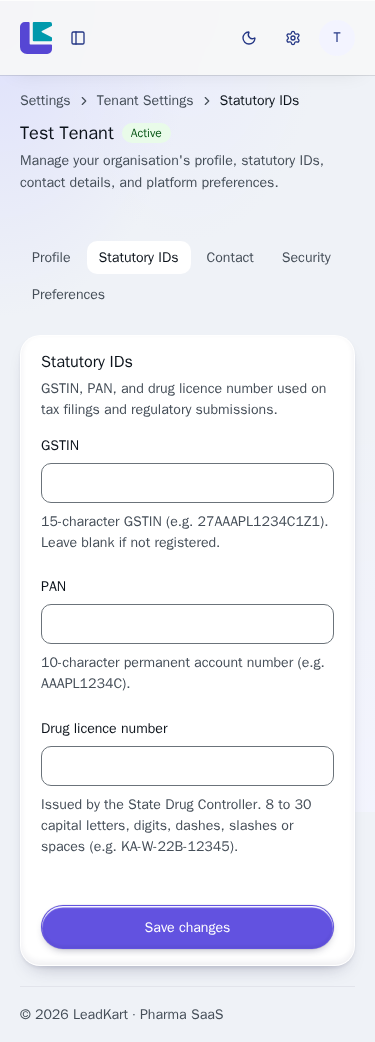 T
Settings > Tenant Settings > Statutory IDs
Test Tenant Active
Manage your organisation's profile, statutory IDs,
contact details, and platform preferences.
Profile Statutory IDs Contact Security
Preferences
Statutory IDs
GSTIN, PAN, and drug licence number used on
tax filings and regulatory submissions.
GSTIN
15-character GSTIN (e.g. 27AAAPL1234C1Z1).
Leave blank if not registered.
PAN
10-character permanent account number (e.g.
AAAPL1234C).
Drug licence number
Issued by the State Drug Controller. 8 to 30
capital letters, digits, dashes, slashes or
spaces (e.g. KA-W-22B-12345).
Save changes
© 2026 LeadKart · Pharma SaaS